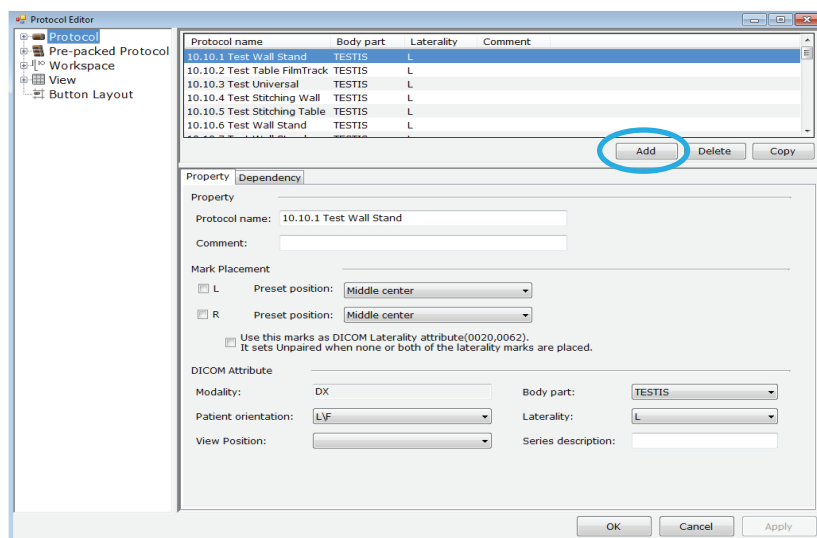 Protocol Editor
Protocol
Pre-packed Protocol
Workspace
View
Button Layout
Protocol name Body part Laterality Comment
10.10.1 Test Wall Stand TESTIS L
10.10.2 Test Table FilmTrack TESTIS L
10.10.3 Test Universal TESTIS L
10.10.4 Test Stitching Wall TESTIS L
10.10.5 Test Stitching Table TESTIS L
10.10.6 Test Wall Stand TESTIS L
Add Delete Copy
Property Dependency
Property
Protocol name: 10.10.1 Test Wall Stand
Comment:
Mark Placement
L Preset position: Middle center
R Preset position: Middle center
Use this marks as DICOM Laterality attribute(0020,0062).
It sets Unpaired when none or both of the laterality marks are placed.
DICOM Attribute
Modality: DX Body part: TESTIS
Patient orientation: L\F Laterality: L
View Position: Series description:
OK Cancel Apply